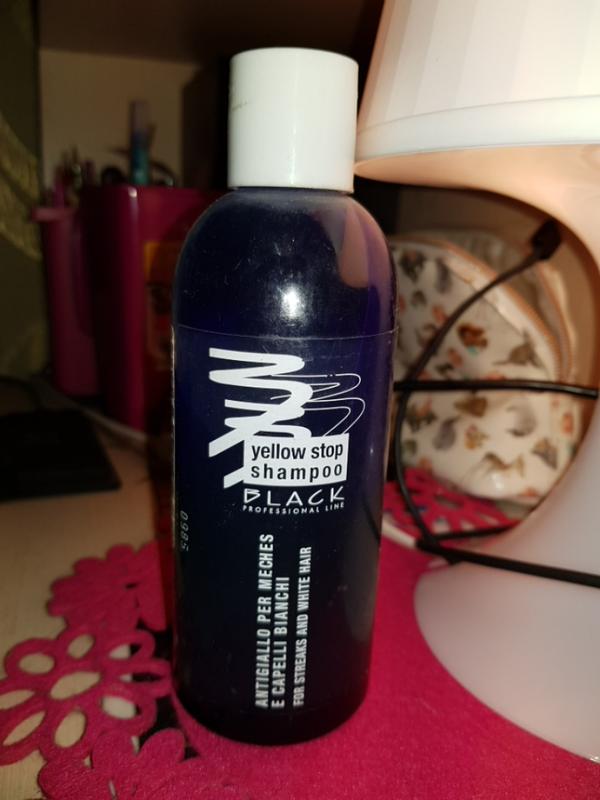 yellow stop
shampoo
BLACK
PROFESSIONAL LINE
ANTIGIALLO PER MECHES
E CAPELLI BIANCHI
FOR STREAKS AND WHITE HAIR